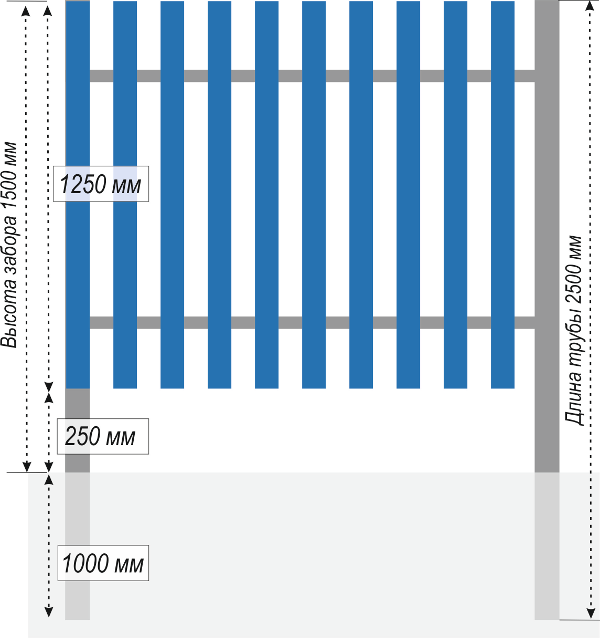 Высота забора 1500 мм
1250 мм
250 мм
1000 мм
Длина трубы 2500 мм